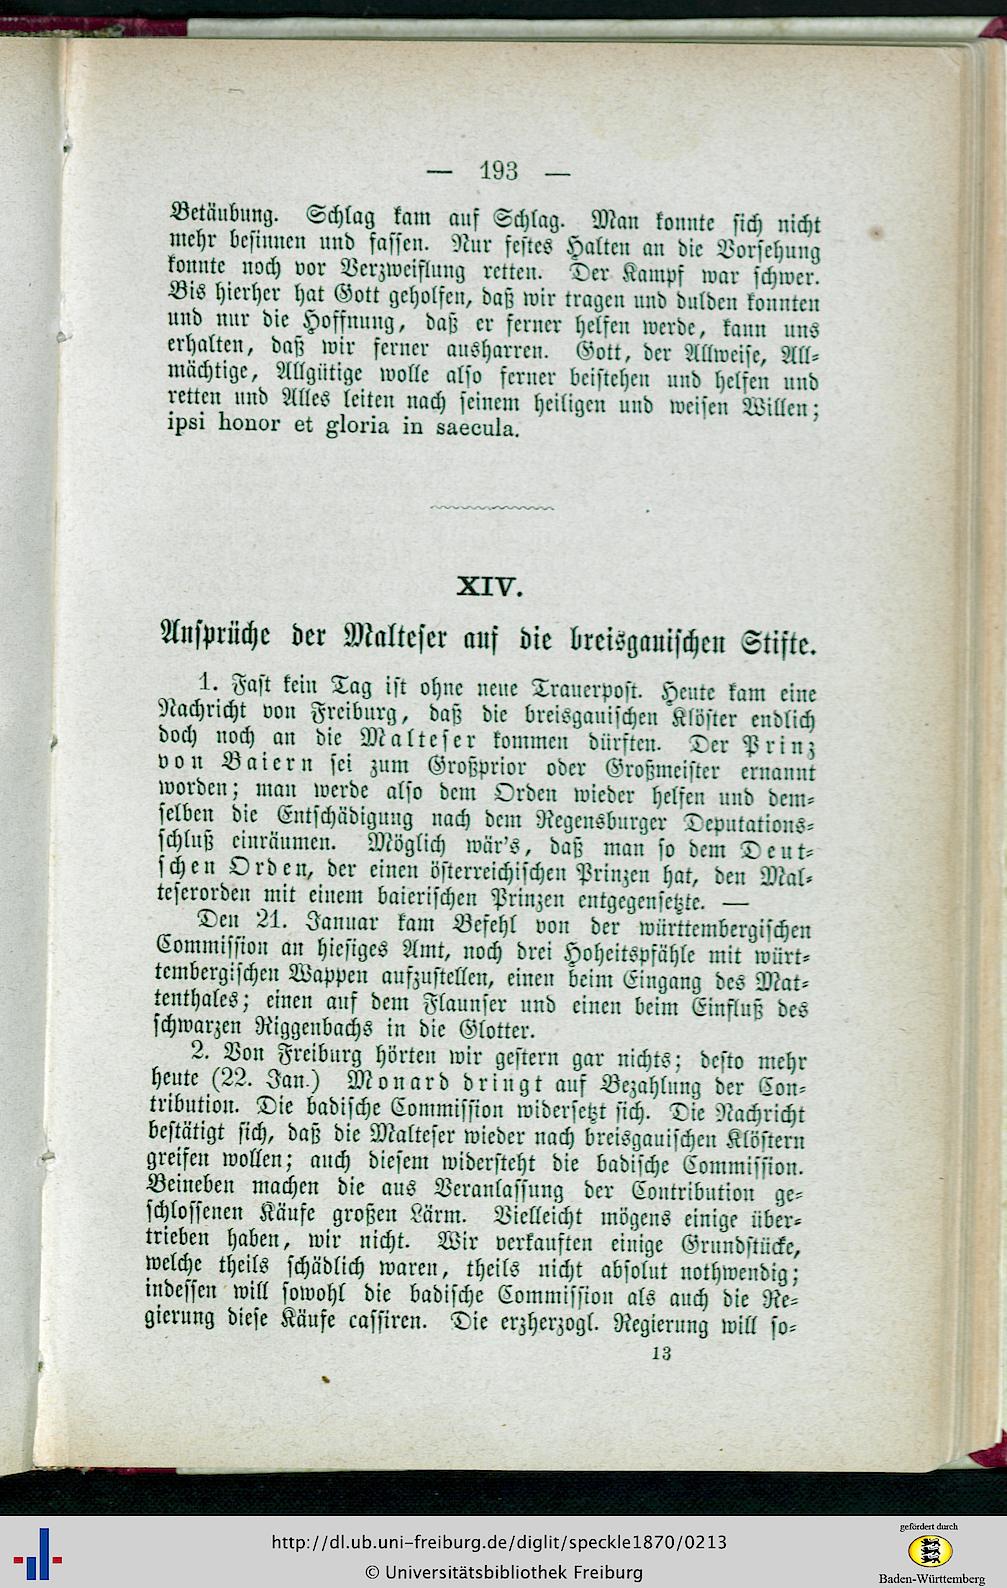 — 193 —
Betäubung. Schlag kam auf Schlag. Man konnte sich nicht
mehr besinnen und fassen. Nur festes Halten an die Vorsehung
konnte noch vor Verzweiflung retten. Der Kampf war schwer.
Bis hierher hat Gott geholfen, daß wir tragen und dulden konnten
und nur die Hoffnung, daß er ferner helfen werde, kann uns
erhalten, daß wir ferner ausharren. Gott, der Allweise, All-
mächtige, Allgütige wolle also ferner beistehen und helfen und
retten und Alles leiten nach seinem heiligen und weisen Willen;
ipsi honor et gloria in saecula.
XIV.
Ansprüche der Malteser auf die breisgauischen Stifte.
1. Fast kein Tag ist ohne neue Trauerpost. Heute kam eine
Nachricht von Freiburg, daß die breisgauischen Klöster endlich
doch noch an die Malteser kommen dürften. Der Prinz
von Baiern sei zum Großprior oder Großmeister ernannt
worden; man werde also dem Orden wieder helfen und dem-
selben die Entschädigung nach dem Regensburger Deputations-
schluß einräumen. Möglich wär's, daß man so dem Deut-
schen Orden, der einen österreichischen Prinzen hat, den Mal-
teserorden mit einem baierischen Prinzen entgegensetzte. —
Den 21. Januar kam Befehl von der württembergischen
Commission an hiesiges Amt, noch drei Hoheitspfähle mit würt-
tembergischen Wappen aufzustellen, einen beim Eingang des Mat-
tenthales; einen auf dem Flaunser und einen beim Einfluß des
schwarzen Riggenbachs in die Glotter.
2. Von Freiburg hörten wir gestern gar nichts; desto mehr
heute (22. Jan.) Monard dringt auf Bezahlung der Con-
tribution. Die badische Commission widersetzt sich. Die Nachricht
bestätigt sich, daß die Malteser wieder nach breisgauischen Klöstern
greifen wollen; auch diesem widersteht die badische Commission.
Beineben machen die aus Veranlassung der Contribution ge-
schlossenen Käufe großen Lärm. Vielleicht mögens einige über-
trieben haben, wir nicht. Wir verkauften einige Grundstücke,
welche theils schädlich waren, theils nicht absolut nothwendig;
indessen will sowohl die badische Commission als auch die Re-
gierung diese Käufe cassiren. Die erzherzogl. Regierung will so-
13
http://dl.ub.uni-freiburg.de/diglit/speckle1870/0213
© Universitätsbibliothek Freiburg
gefördert durch
Baden-Württemberg